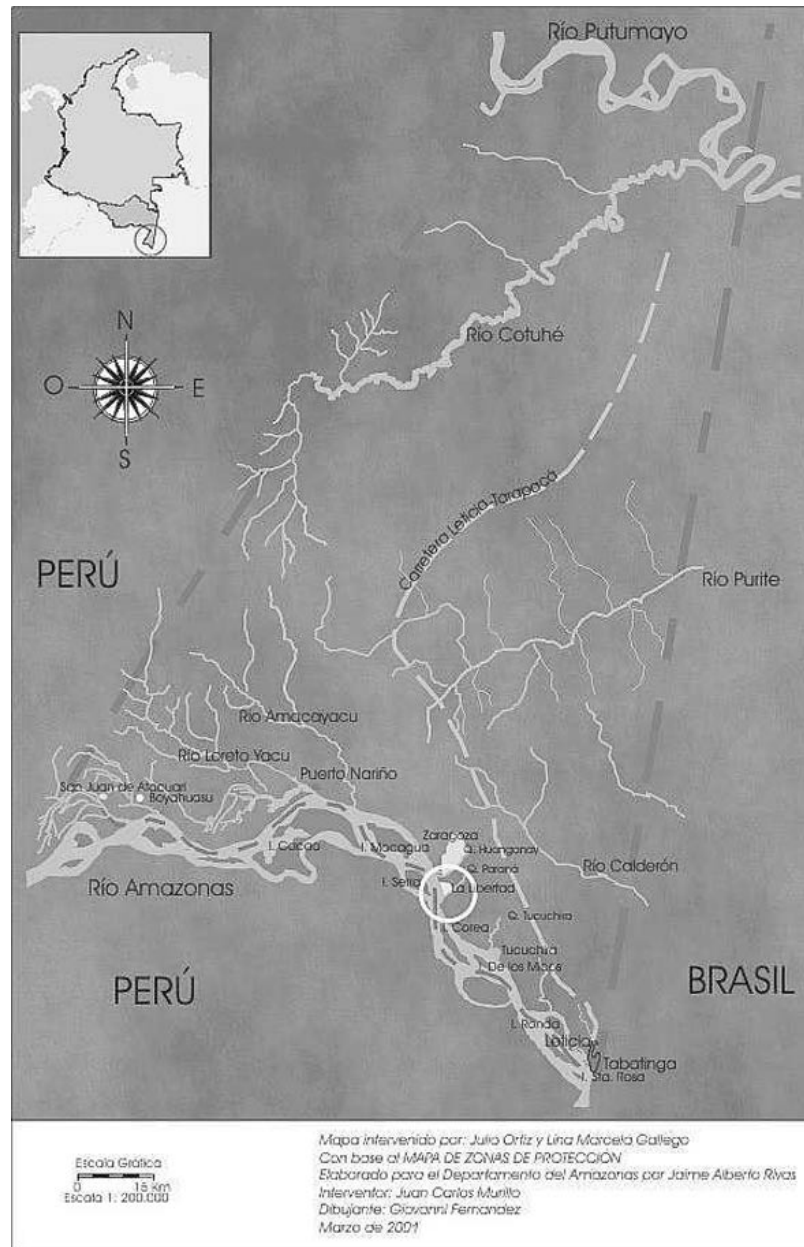 Río Putumayo
Río Cotuhé
N
O
E
S
Carretera Leticia-Tarapacá
PERÚ
Río Purite
Río Amacayacu
Río Loreto Yacu
Puerto Nariño
San Juan de Atacuari
Boyahuasu
Zaragoza
Q. Huanganay
I. Cacao
I. Mocagua
Q. Paraná
Río Calderón
Río Amazonas
I. Serra
La Libertad
Q. Tucuchira
I. Corea
Tucuchira
I. De los Micos
PERÚ
BRASIL
I. Ronda
Leticia
Tabatinga
I. Sta. Rosa
Escala Gráfica
0 15 km
Escala 1: 200.000
Mapa intervenido por: Julio Ortiz y Lina Marcela Gallego
Con base al MAPA DE ZONAS DE PROTECCIÓN
Elaborado para el Departamento del Amazonas por Jaime Alberto Rivas
Interventor: Juan Carlos Murillo
Dibujante: Giovanni Fernandez
Marzo de 2001